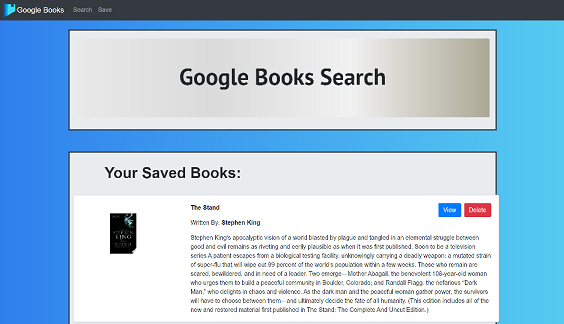 Google Books Search Save
Google Books Search
Your Saved Books:
The Stand
View Delete
Written By: Stephen King
Stephen King's apocalyptic vision of a world blasted by plague and tangled in an elemental struggle between
good and evil remains as riveting and eerily plausible as when it was first published. Soon to be a television
series A patient escapes from a biological testing facility, unknowingly carrying a deadly weapon: a mutated strain
of super-flu that will wipe out 99 percent of the world's population within a few weeks. Those who remain are
scared, bewildered, and in need of a leader. Two emerge—Mother Abagail, the benevolent 108-year-old woman
who urges them to build a peaceful community in Boulder, Colorado; and Randall Flagg, the nefarious "Dark
Man," who delights in chaos and violence. As the dark man and the peaceful woman gather power, the survivors
will have to choose between them—and ultimately decide the fate of all humanity. (This edition includes all of the
new and restored material first published in The Stand: The Complete And Uncut Edition.)
STEPHEN
KING
THE STAND